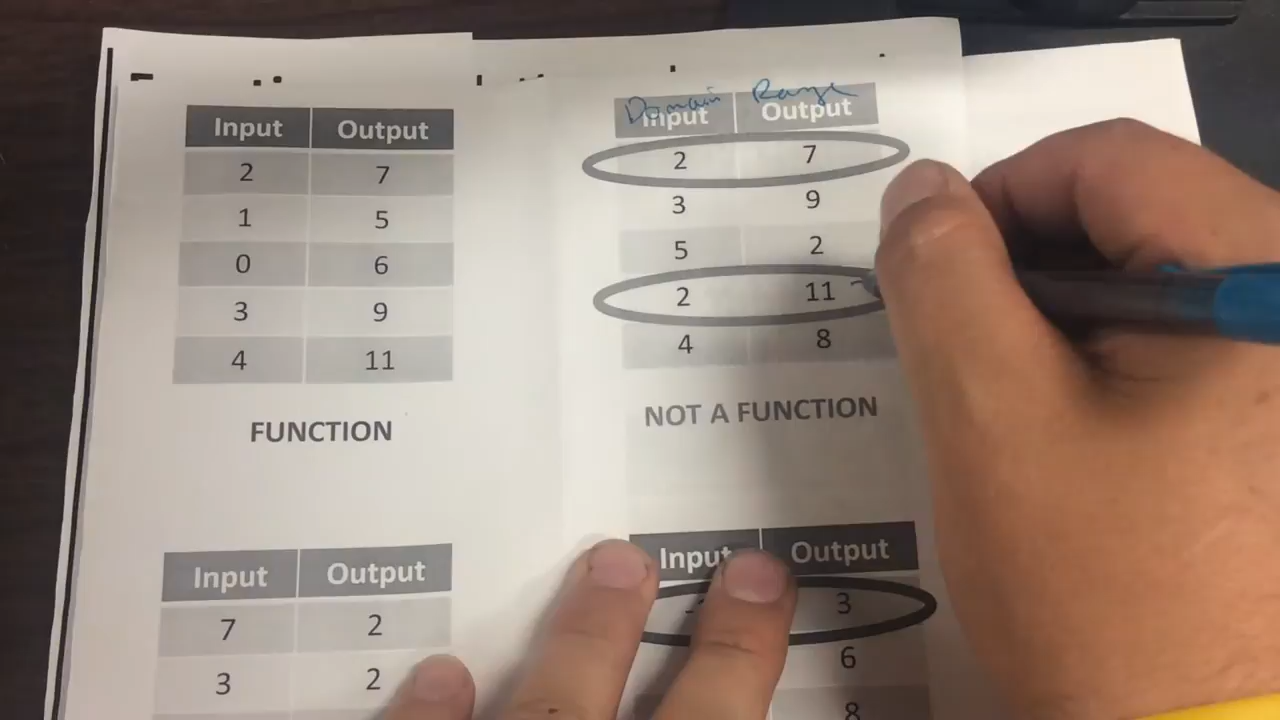 Input Output
2 7
1 5
0 6
3 9
4 11
FUNCTION
Domain Range
Input Output
2 7
3 9
5 2
2 11
4 8
NOT A FUNCTION
Input Output
7 2
3 2
Input Output
3
6
8